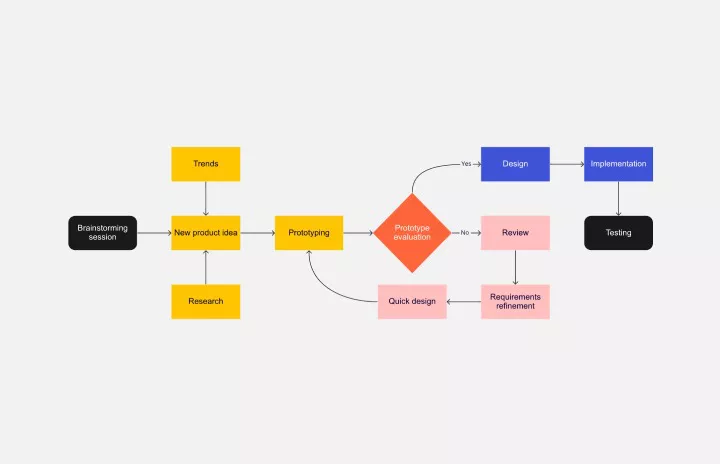 Trends
Yes
Design
Implementation
Brainstorming
session
New product idea
Prototyping
Prototype
evaluation
No
Review
Testing
Research
Quick design
Requirements
refinement